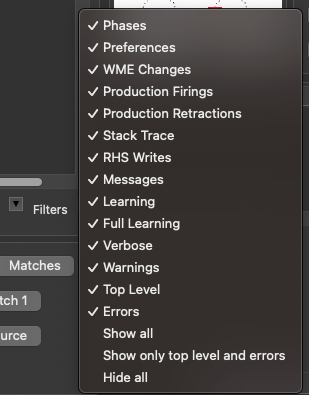 ✓ Phases
✓ Preferences
✓ WME Changes
✓ Production Firings
✓ Production Retractions
✓ Stack Trace
✓ RHS Writes
✓ Messages
✓ Learning
✓ Full Learning
✓ Verbose
✓ Warnings
✓ Top Level
✓ Errors
Show all
Show only top level and errors
Hide all
Filters
Matches
tch 1
urce